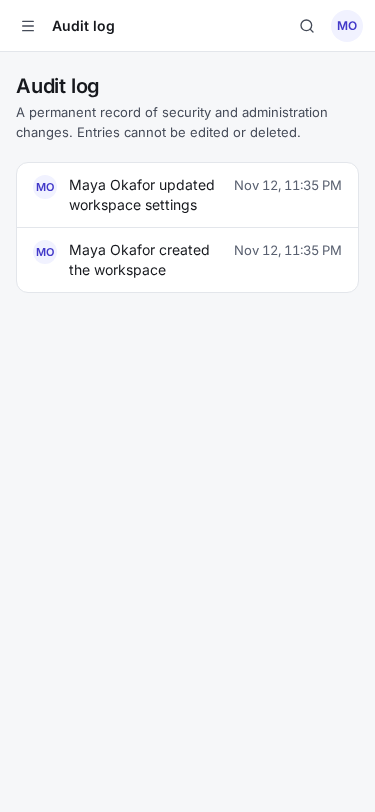 Audit log
MO
Audit log
A permanent record of security and administration
changes. Entries cannot be edited or deleted.
MO
Maya Okafor updated
workspace settings
Nov 12, 11:35 PM
MO
Maya Okafor created
the workspace
Nov 12, 11:35 PM